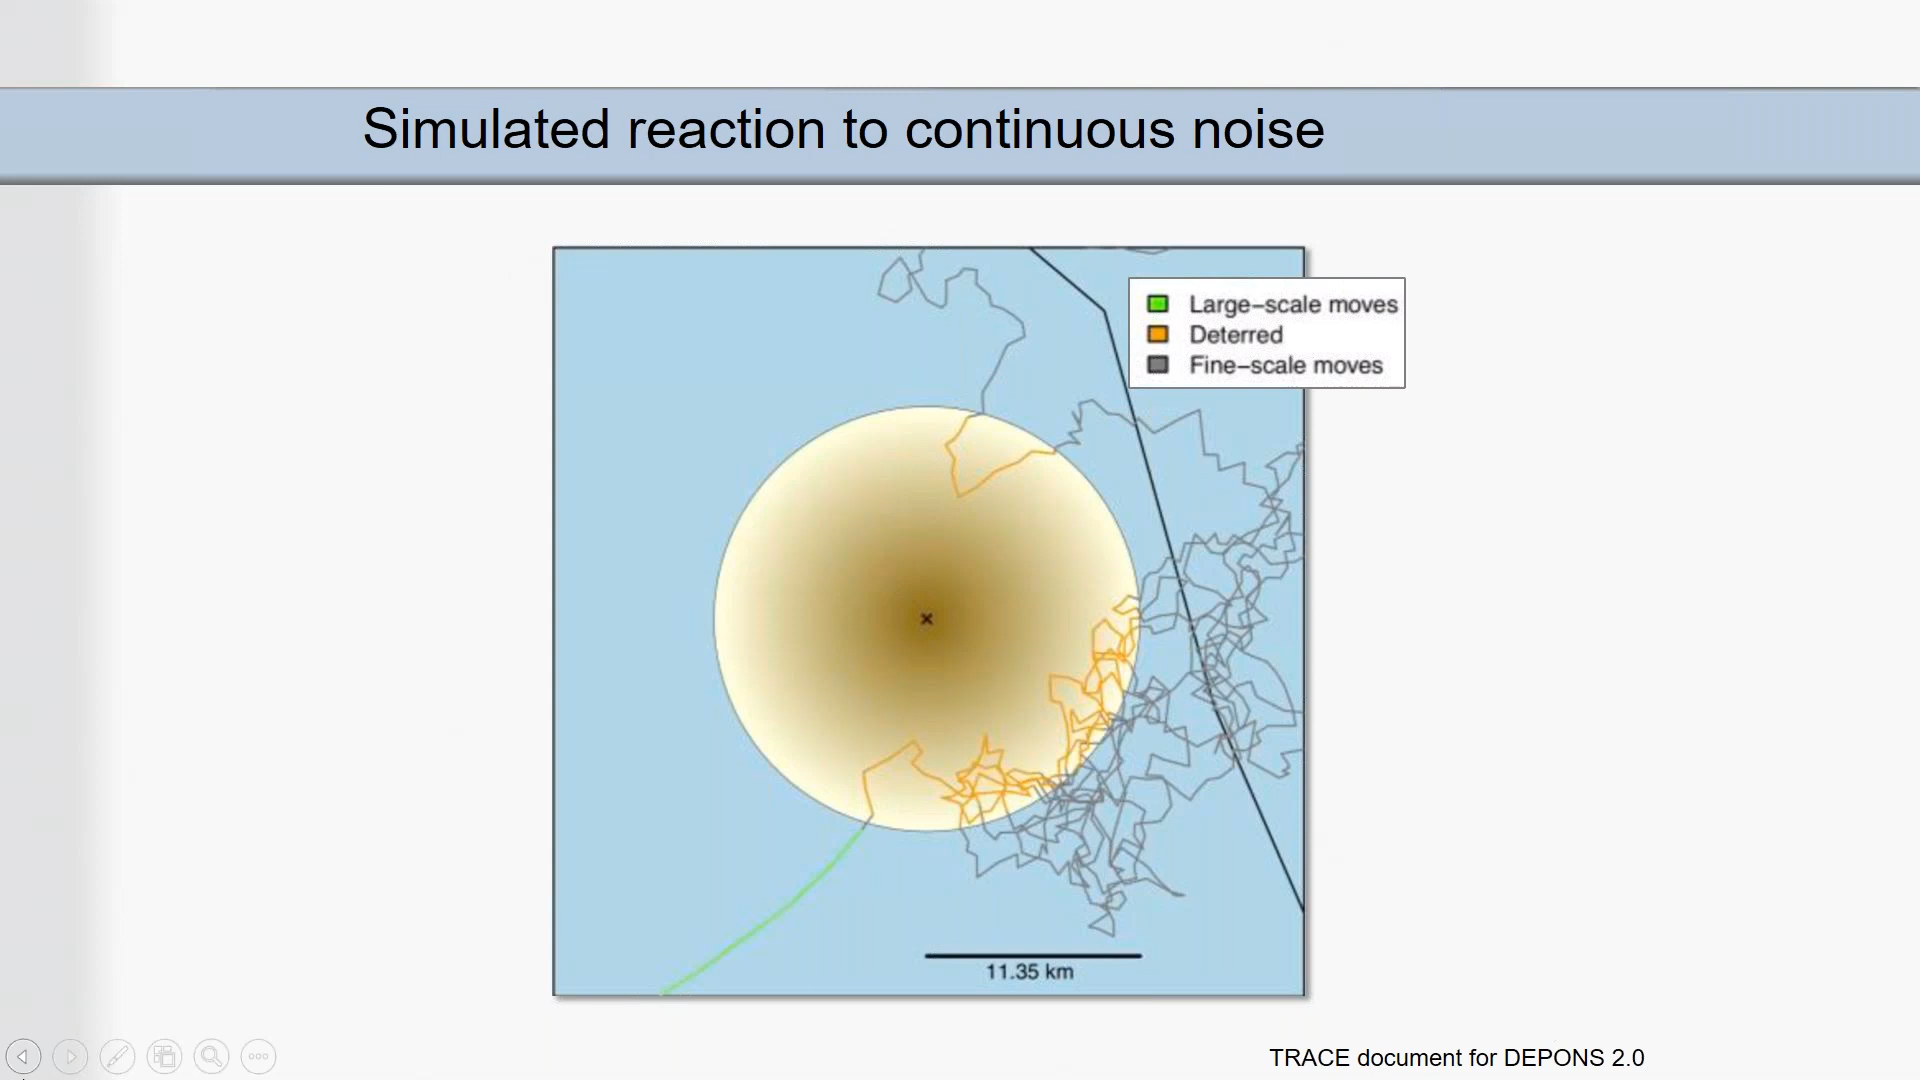 Simulated reaction to continuous noise
Large−scale moves
Deterred
Fine−scale moves
×
11.35 km
TRACE document for DEPONS 2.0